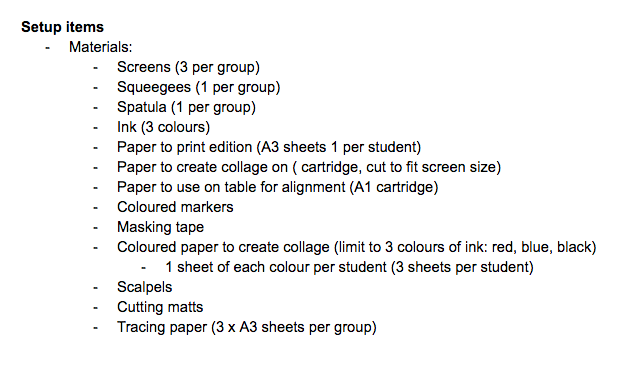 Setup items
- Materials:
- Screens (3 per group)
- Squeegees (1 per group)
- Spatula (1 per group)
- Ink (3 colours)
- Paper to print edition (A3 sheets 1 per student)
- Paper to create collage on ( cartridge, cut to fit screen size)
- Paper to use on table for alignment (A1 cartridge)
- Coloured markers
- Masking tape
- Coloured paper to create collage (limit to 3 colours of ink: red, blue, black)
- 1 sheet of each colour per student (3 sheets per student)
- Scalpels
- Cutting matts
- Tracing paper (3 x A3 sheets per group)